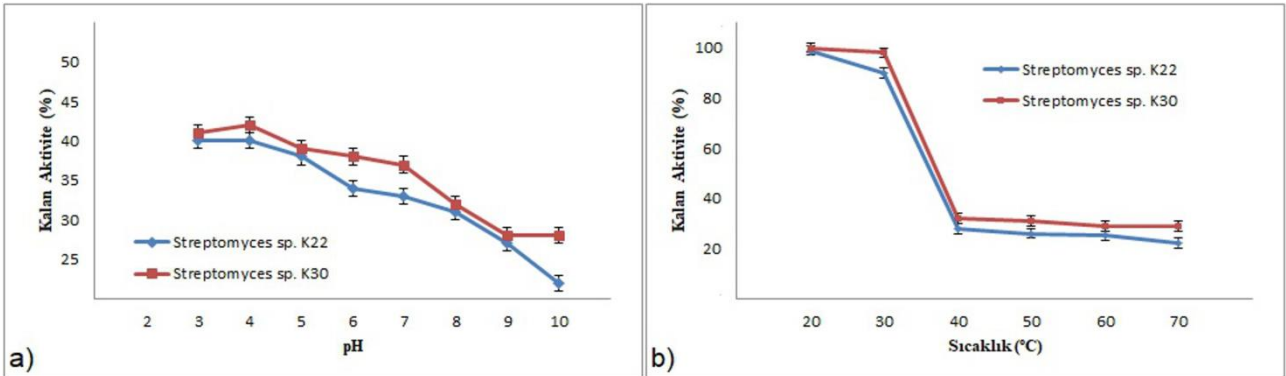 50
45
40
35
30
25
Kalan Aktivite (%)
Streptomyces sp. K22
Streptomyces sp. K30
2 3 4 5 6 7 8 9 10
pH
a)
100
80
60
40
20
Kalan Aktivite (%)
Streptomyces sp. K22
Streptomyces sp. K30
20 30 40 50 60 70
Sıcaklık (°C)
b)